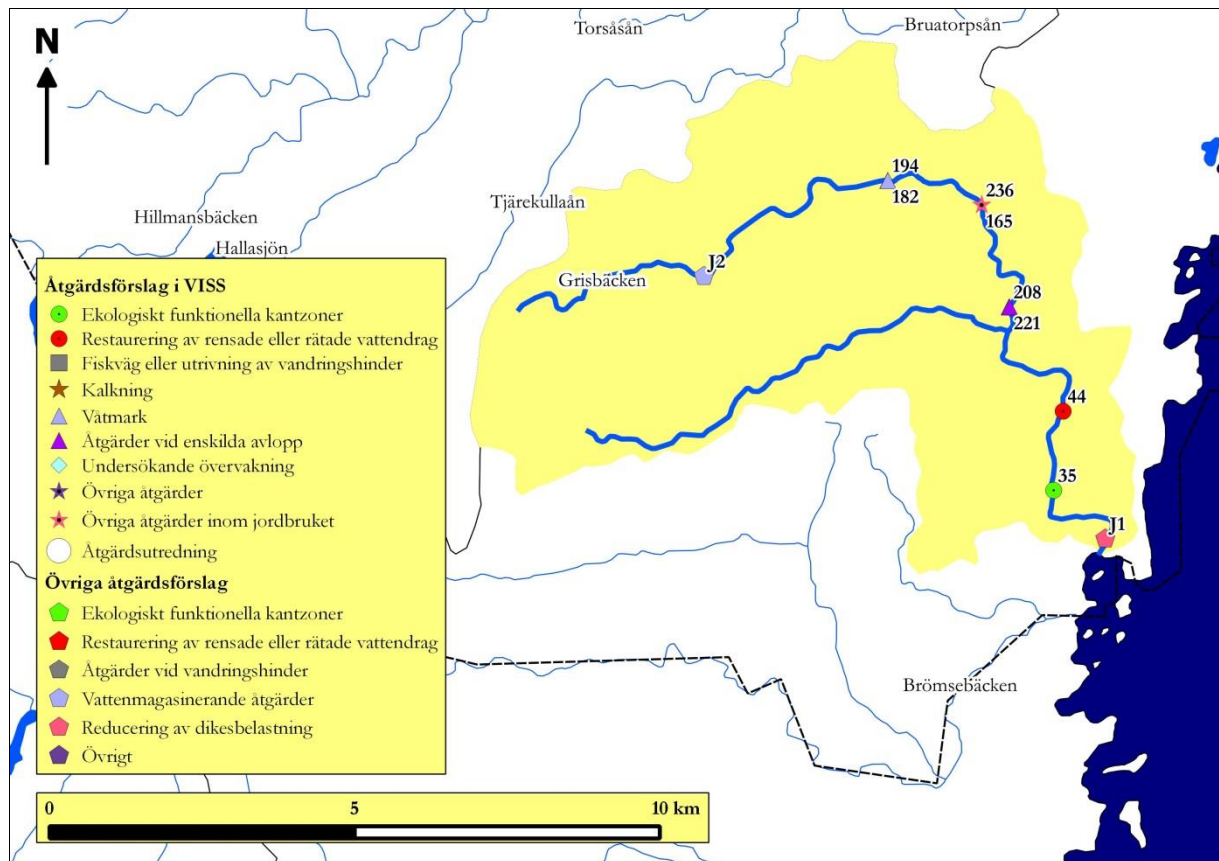 Torsåsån
Bruatorpsån
N
194
182
236
165
Tjärekullaån
Hillmansbäcken
Hallasjön
J2
Grisbäcken
208
221
44
35
J1
Brömsebäcken
Åtgärdsförslag i VISS
Ekologiskt funktionella kantzoner
Restaurering av rensade eller rätade vattendrag
Fiskväg eller utrivning av vandringshinder
Kalkning
Våtmark
Åtgärder vid enskilda avlopp
Undersökande övervakning
Övriga åtgärder
Övriga åtgärder inom jordbruket
Åtgärdsutredning
Övriga åtgärdsförslag
Ekologiskt funktionella kantzoner
Restaurering av rensade eller rätade vattendrag
Åtgärder vid vandringshinder
Vattenmagasinerande åtgärder
Reducering av dikesbelastning
Övrigt
0 5 10 km